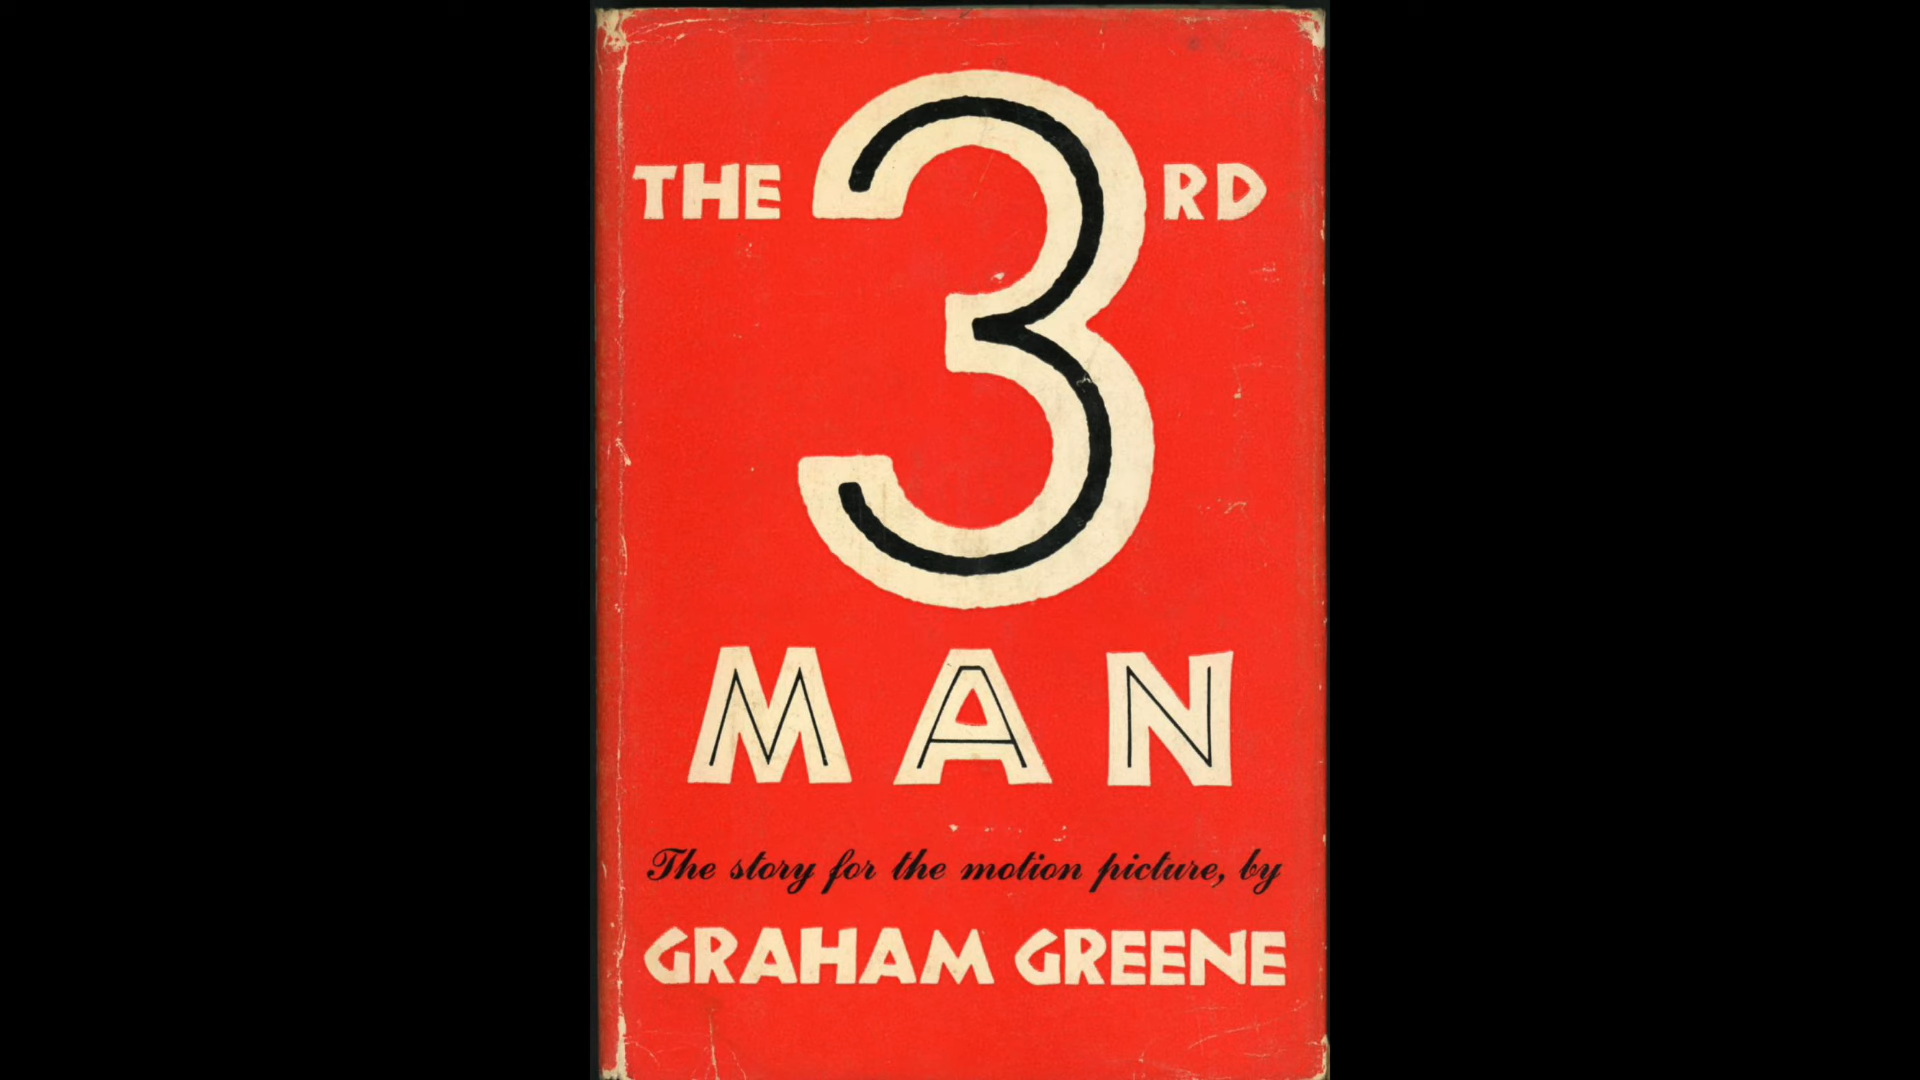 THE 3RD
MAN
The story for the motion picture, by
GRAHAM GREENE